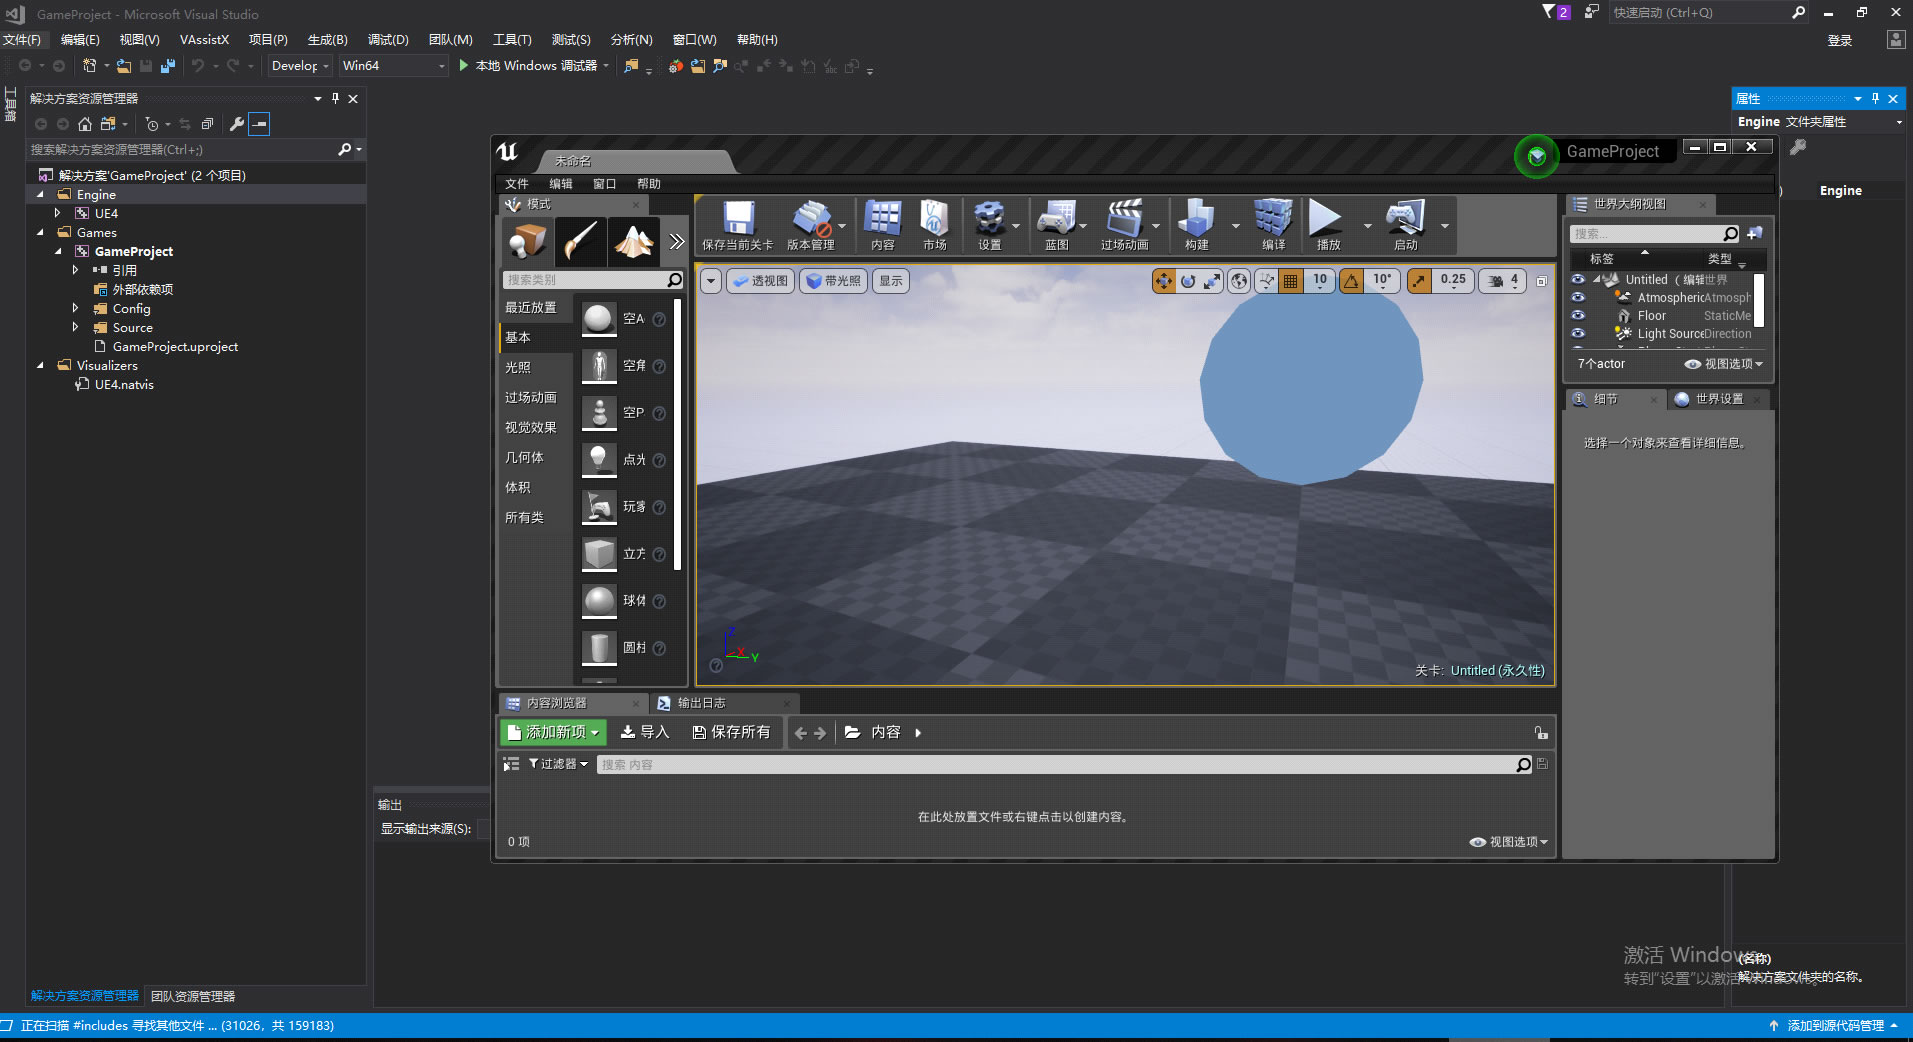 GameProject - Microsoft Visual Studio
2
快速启动 (Ctrl+Q)
文件(F) 编辑(E) 视图(V) VAssistX 项目(P) 生成(B) 调试(D) 团队(M) 工具(T) 测试(S) 分析(N) 窗口(W) 帮助(H)
登录
Develop Win64 本地 Windows 调试器
工具箱
解决方案资源管理器
搜索解决方案资源管理器(Ctrl+;)
解决方案'GameProject' (2 个项目)
Engine
UE4
Games
GameProject
引用
外部依赖项
Config
Source
GameProject.uproject
Visualizers
UE4.natvis
解决方案资源管理器 团队资源管理器
属性
Engine 文件夹属性
Engine
未命名
GameProject
文件 编辑 窗口 帮助
模式
搜索类别
最近放置
基本
光照
过场动画
视觉效果
几何体
体积
所有类
空A
空角
空P
点光
玩家
立方
球体
圆柱
保存当前关卡 版本管理 内容 市场 设置 蓝图 过场动画 构建 编译 播放 启动
透视图 带光照 显示
10 10° 0.25 4
Z
X
Y
关卡: Untitled (永久性)
世界大纲视图
搜索...
标签 类型
Untitled（ 编辑世界
AtmosphericAtmosph
Floor StaticMe
Light SourceDirection
7个actor 视图选项
细节 世界设置
选择一个对象来查看详细信息。
内容浏览器 输出日志
添加新项 导入 保存所有 内容
过滤器 搜索 内容
在此处放置文件或右键点击以创建内容。
0 项 视图选项
输出
显示输出来源(S):
激活 Windows
转到"设置"以激活 Windows。
(名称)
解决方案文件夹的名称。
正在扫描 #includes 寻找其他文件 ... (31026，共 159183)
添加到源代码管理